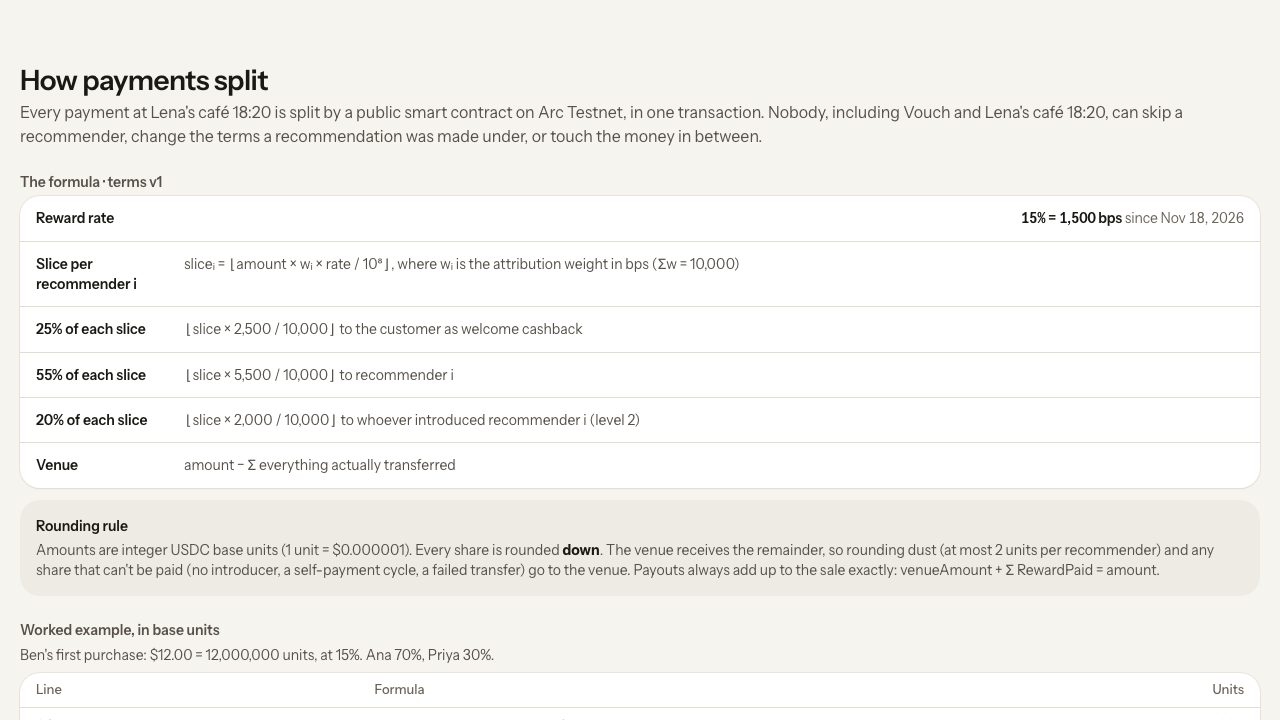 How payments split
Every payment at Lena's café 18:20 is split by a public smart contract on Arc Testnet, in one transaction. Nobody, including Vouch and Lena's café 18:20, can skip a
recommender, change the terms a recommendation was made under, or touch the money in between.
The formula · terms v1
Reward rate 15% = 1,500 bps since Nov 18, 2026
Slice per
recommender i
sliceᵢ = ⌊amount × wᵢ × rate / 10⁸⌋, where wᵢ is the attribution weight in bps (Σw = 10,000)
25% of each slice ⌊slice × 2,500 / 10,000⌋ to the customer as welcome cashback
55% of each slice ⌊slice × 5,500 / 10,000⌋ to recommender i
20% of each slice ⌊slice × 2,000 / 10,000⌋ to whoever introduced recommender i (level 2)
Venue amount − Σ everything actually transferred
Rounding rule
Amounts are integer USDC base units (1 unit = $0.000001). Every share is rounded down. The venue receives the remainder, so rounding dust (at most 2 units per recommender) and any
share that can't be paid (no introducer, a self-payment cycle, a failed transfer) go to the venue. Payouts always add up to the sale exactly: venueAmount + Σ RewardPaid = amount.
Worked example, in base units
Ben's first purchase: $12.00 = 12,000,000 units, at 15%. Ana 70%, Priya 30%.
Line Formula Units